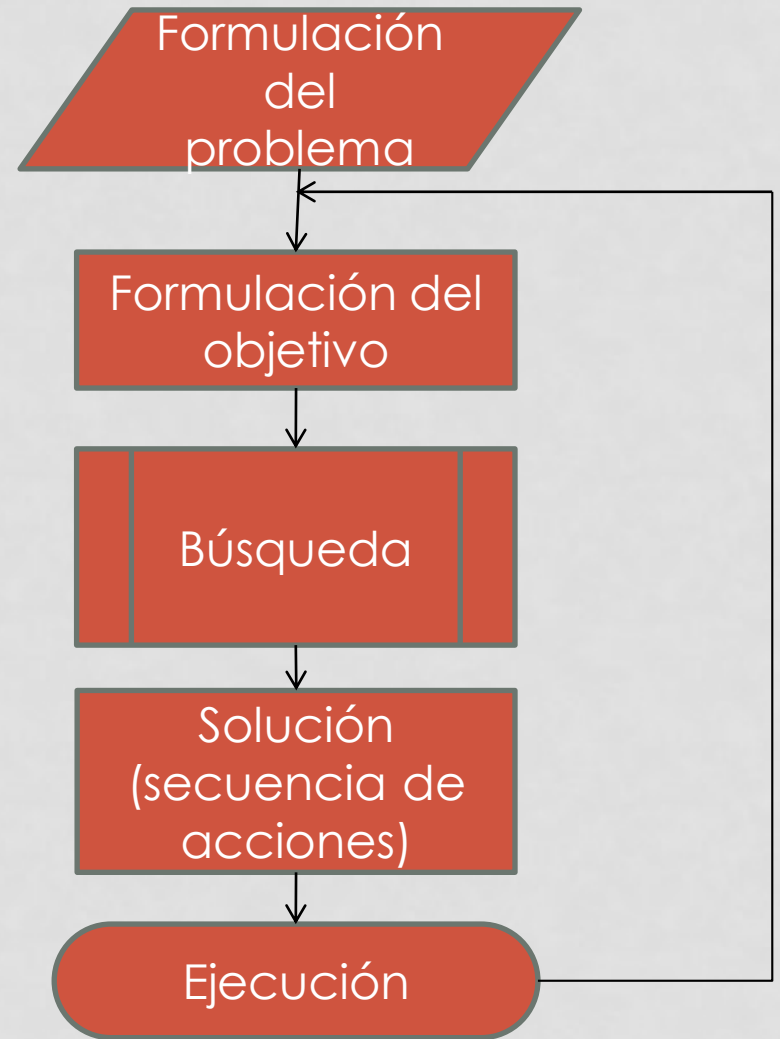 Formulación
del
problema
Formulación del
objetivo
Búsqueda
Solución
(secuencia de
acciones)
Ejecución